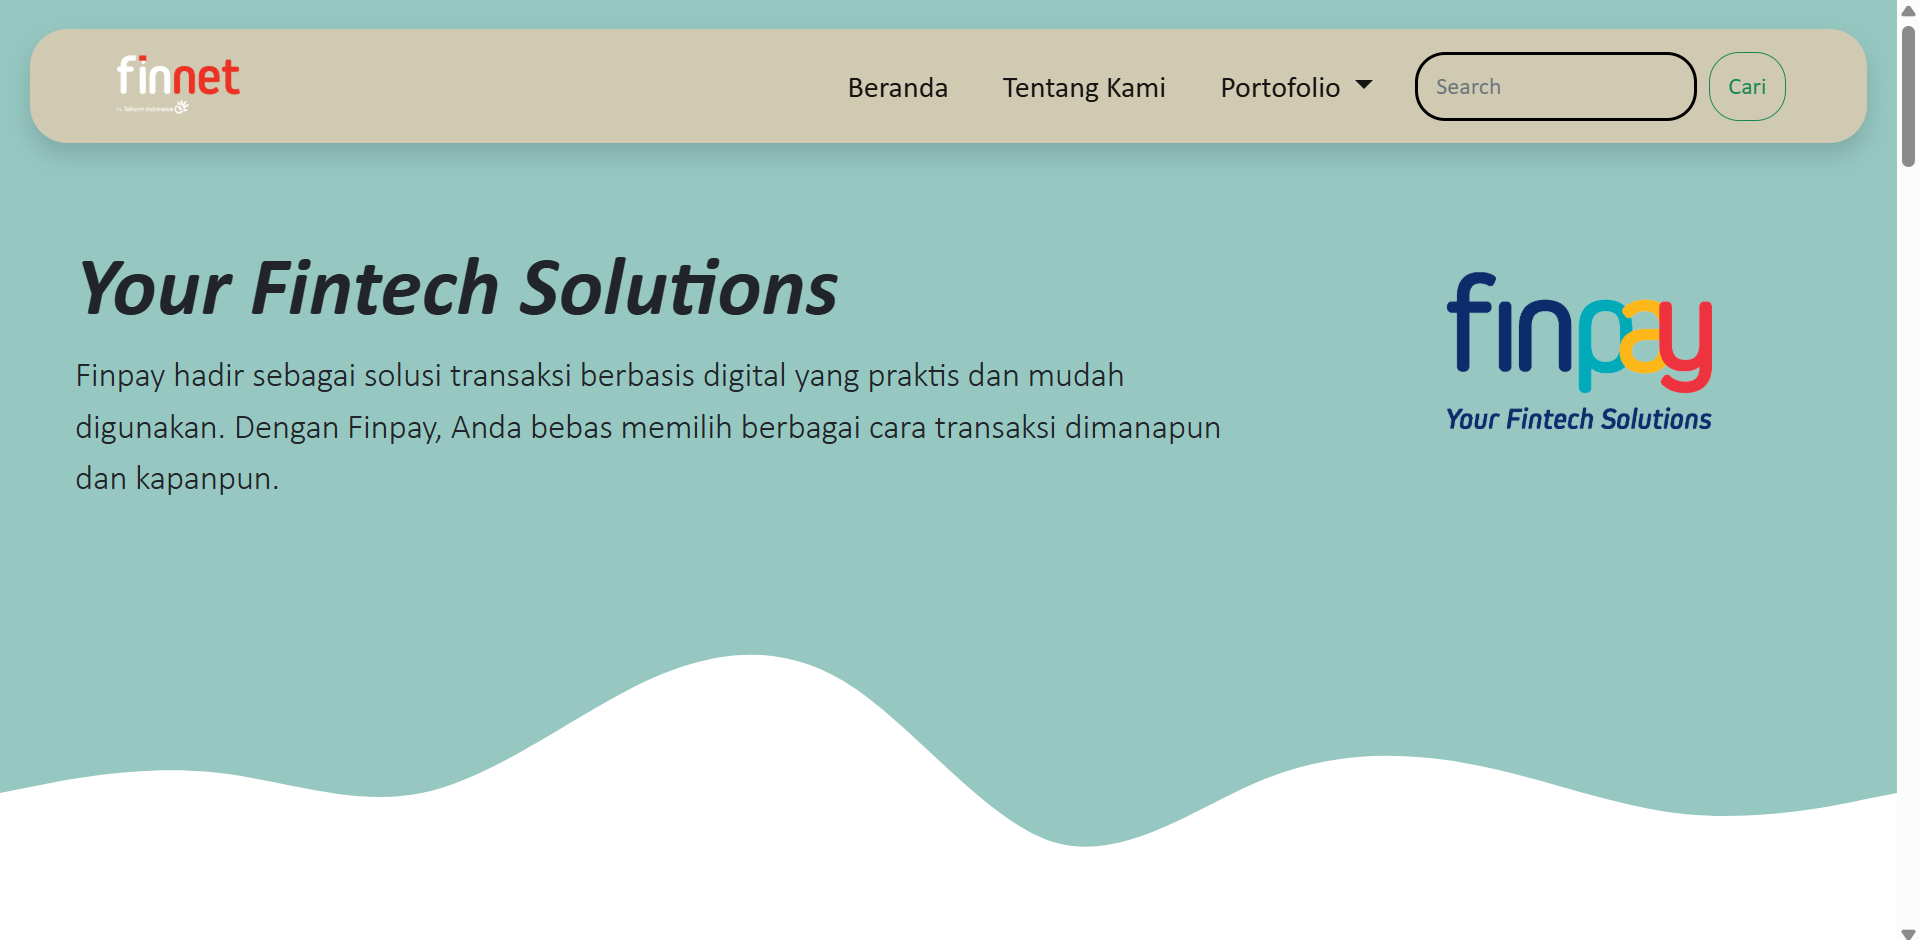 finnet
by Telkom Indonesia
Beranda
Tentang Kami
Portofolio
Search
Cari
Your Fintech Solutions
Finpay hadir sebagai solusi transaksi berbasis digital yang praktis dan mudah
digunakan. Dengan Finpay, Anda bebas memilih berbagai cara transaksi dimanapun
dan kapanpun.
finpay
Your Fintech Solutions